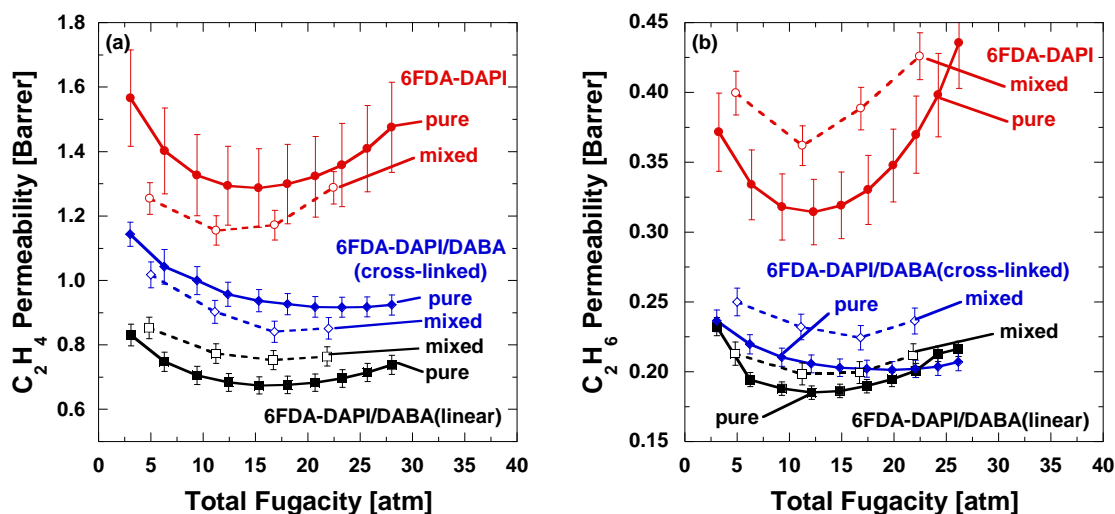 (a)
6FDA-DAPI
pure
mixed
6FDA-DAPI/DABA
(cross-linked)
pure
mixed
mixed
pure
6FDA-DAPI/DABA(linear)
C2H4 Permeability [Barrer]
1.8
1.6
1.4
1.2
1.0
0.8
0.6
0 5 10 15 20 25 30 35 40
Total Fugacity [atm]
(b)
6FDA-DAPI
mixed
pure
6FDA-DAPI/DABA(cross-linked)
pure
mixed
mixed
pure
6FDA-DAPI/DABA(linear)
C2H6 Permeability [Barrer]
0.45
0.40
0.35
0.30
0.25
0.20
0.15
0 5 10 15 20 25 30 35 40
Total Fugacity [atm]